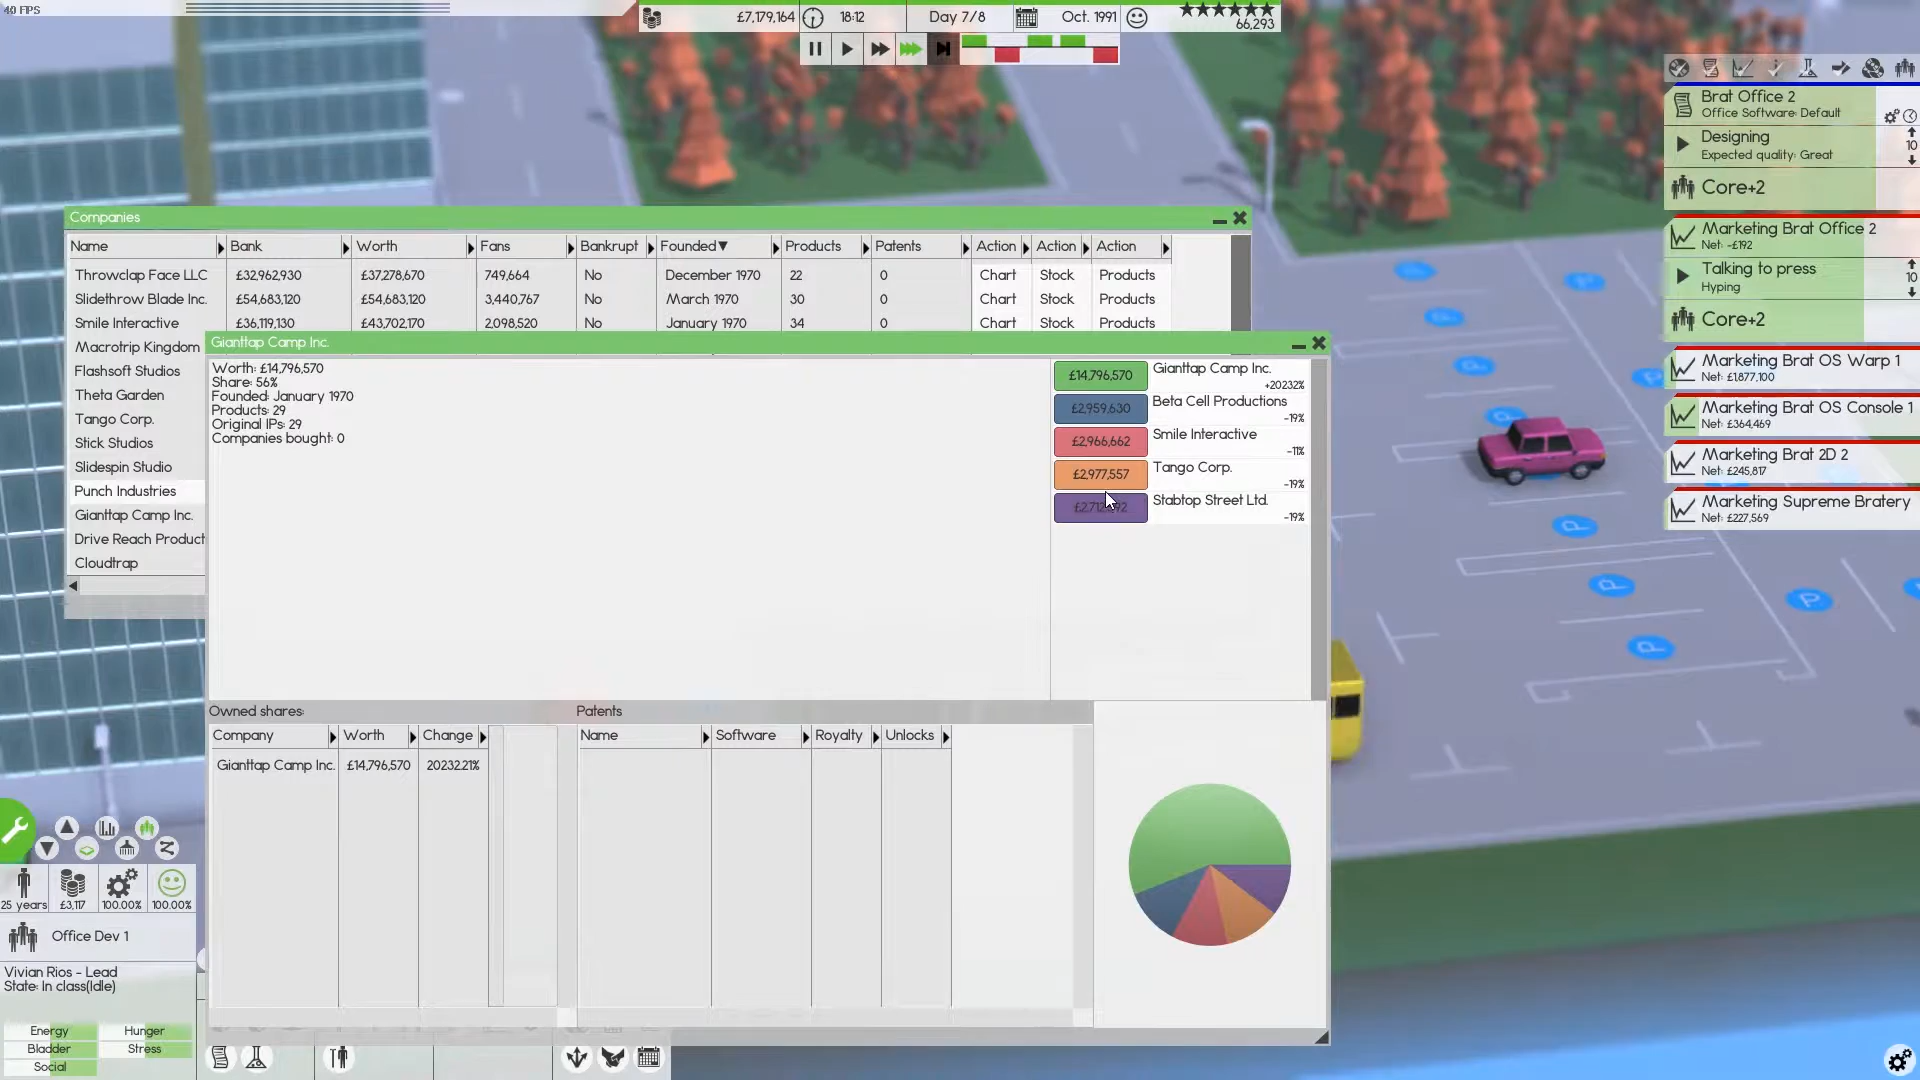 40 FPS
£7,179,164
18:12
Day 7/8
Oct. 1991
66,293
Brat Office 2
Office Software: Default
Designing
Expected quality: Great
10
Core+2
Marketing Brat Office 2
Net: -£192
Talking to press
Hyping
10
Core+2
Marketing Brat OS Warp 1
Net: £1,877,100
Marketing Brat OS Console 1
Net: £364,469
Marketing Brat 2D 2
Net: £245,817
Marketing Supreme Bratery
Net: £227,569
Companies
Name Bank Worth Fans Bankrupt Founded Products Patents Action Action Action
Throwclap Face LLC £32,962,930 £37,278,670 749,664 No December 1970 22 0 Chart Stock Products
Slidethrow Blade Inc. £54,683,120 £54,683,120 3,440,767 No March 1970 30 0 Chart Stock Products
Smile Interactive £36,119,130 £43,702,170 2,098,520 No January 1970 34 0 Chart Stock Products
Macrotrip Kingdom
Flashsoft Studios
Theta Garden
Tango Corp.
Stick Studios
Slidespin Studio
Punch Industries
Gianttap Camp Inc.
Drive Reach Product
Cloudtrap
Gianttap Camp Inc.
Worth: £14,796,570
Share: 56%
Founded: January 1970
Products: 29
Original IPs: 29
Companies bought: 0
£14,796,570 Gianttap Camp Inc.
+20232%
£2,959,630 Beta Cell Productions
-19%
£2,966,662 Smile Interactive
-11%
£2,977,557 Tango Corp.
-19%
Stabtop Street Ltd.
-19%
Owned shares:
Company Worth Change
Gianttap Camp Inc. £14,796,570 20232.21%
Patents
Name Software Royalty Unlocks
25 years £3,117 100.00% 100.00%
Office Dev 1
Vivian Rios - Lead
State: In class(Idle)
Energy Hunger
Bladder Stress
Social